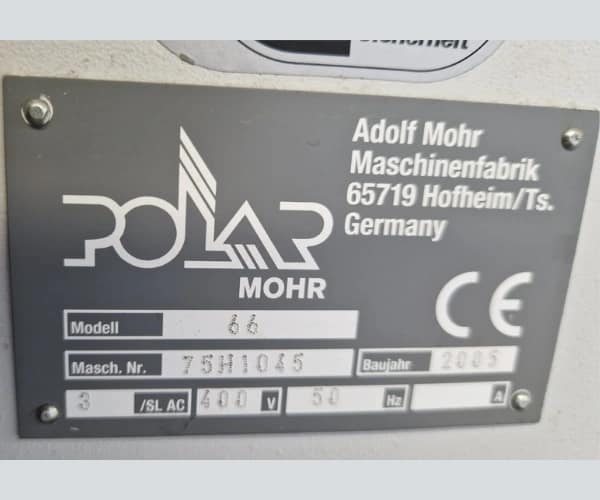 Sicherheit
Adolf Mohr
Maschinenfabrik
65719 Hofheim/Ts.
Germany
POLAR
MOHR
CE
Modell 66
Masch. Nr. 75H1045 Baujahr 2005
3 /SL AC 400 V 50 Hz A